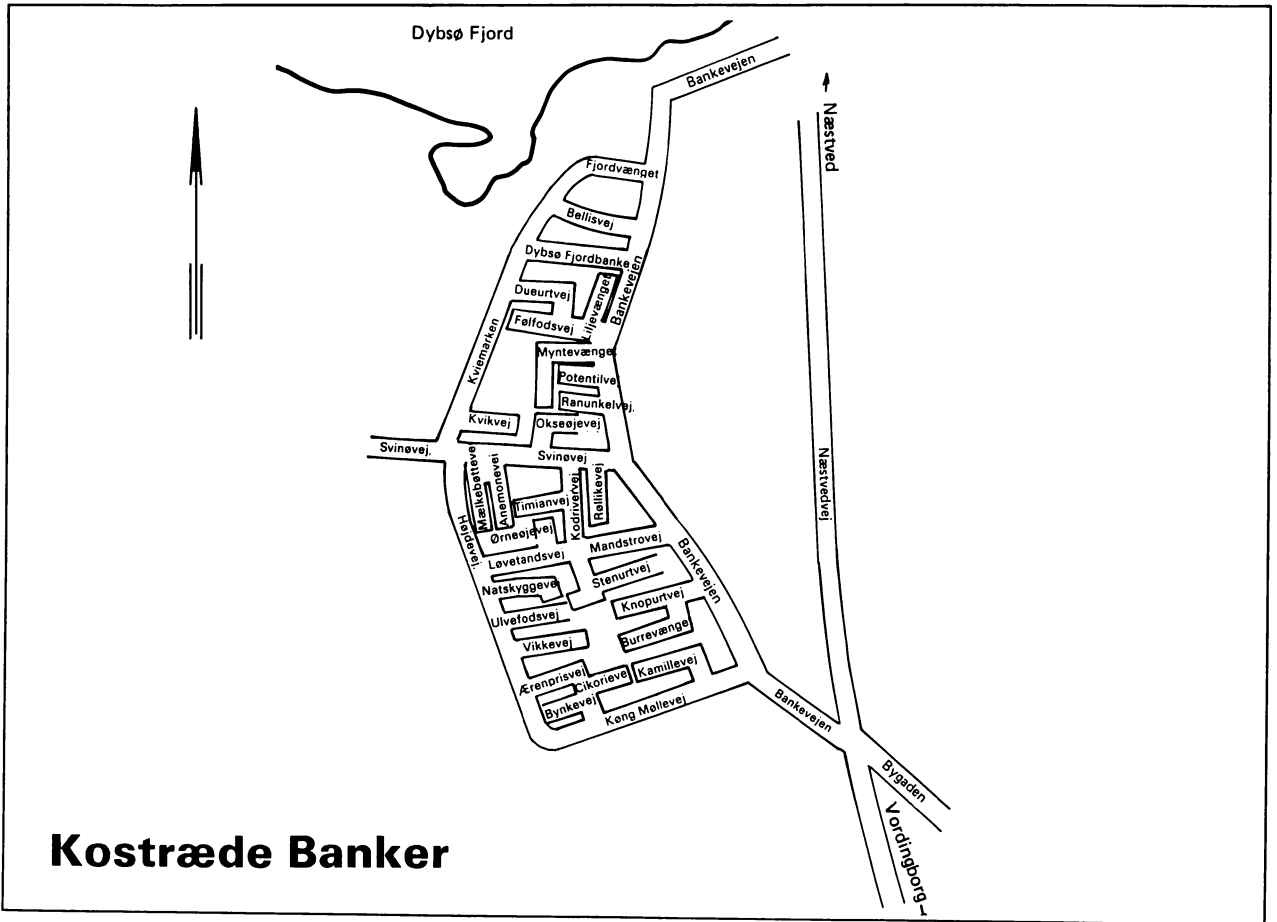 Dybsø Fjord
Bankevejen
Næstved
Fjordvænget
Bellisvej
Dybsø Fjordbanke
Bankevejen
Liljevænget
Dueurtvej
Følfodsvej
Kviemarken
Myntevænget
Potentilvej
Ranunkelvej.
Kvikvej
Okseøjevej
Svinøvej.
Svinøvej
Næstvedvej
Mælkebøttevej
Anemonevej
Timianvej
Kodrivervej
Røllikevej
Højdevej.
Ørneøjevej
Mandstrovej
Bankevejen
Løvetandsvej
Stenurtvej
Natskyggevej
Knopurtvej
Ulvefodsvej
Burrevænge
Vikkevej
Kamillevej
Ærenprisvej
Cikorievej
Bynkevej
Køng Møllevej
Bankevejen
Bygaden
Vordingborg
Kostræde Banker